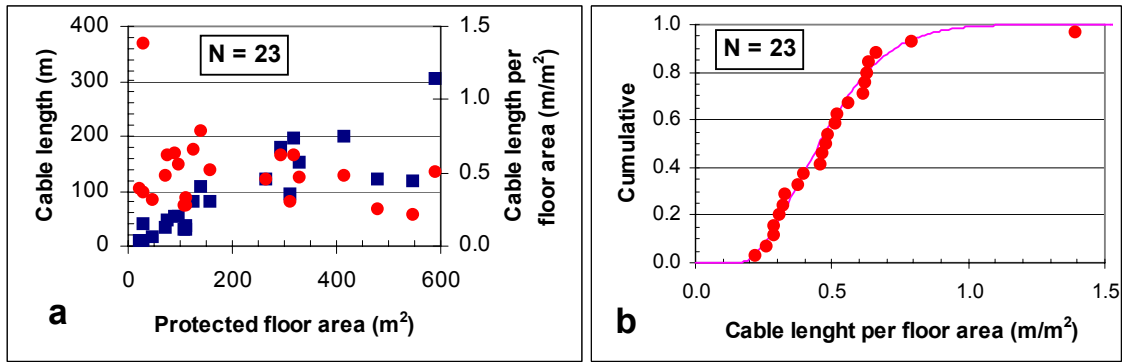 400
300
200
100
0
Cable length (m)
N = 23
1.5
1.0
0.5
0.0
Cable length per
floor area (m/m²)
0 200 400 600
a
Protected floor area (m²)
1.0
0.8
0.6
0.4
0.2
0.0
Cumulative
N = 23
0.0 0.5 1.0 1.5
b
Cable lenght per floor area (m/m²)